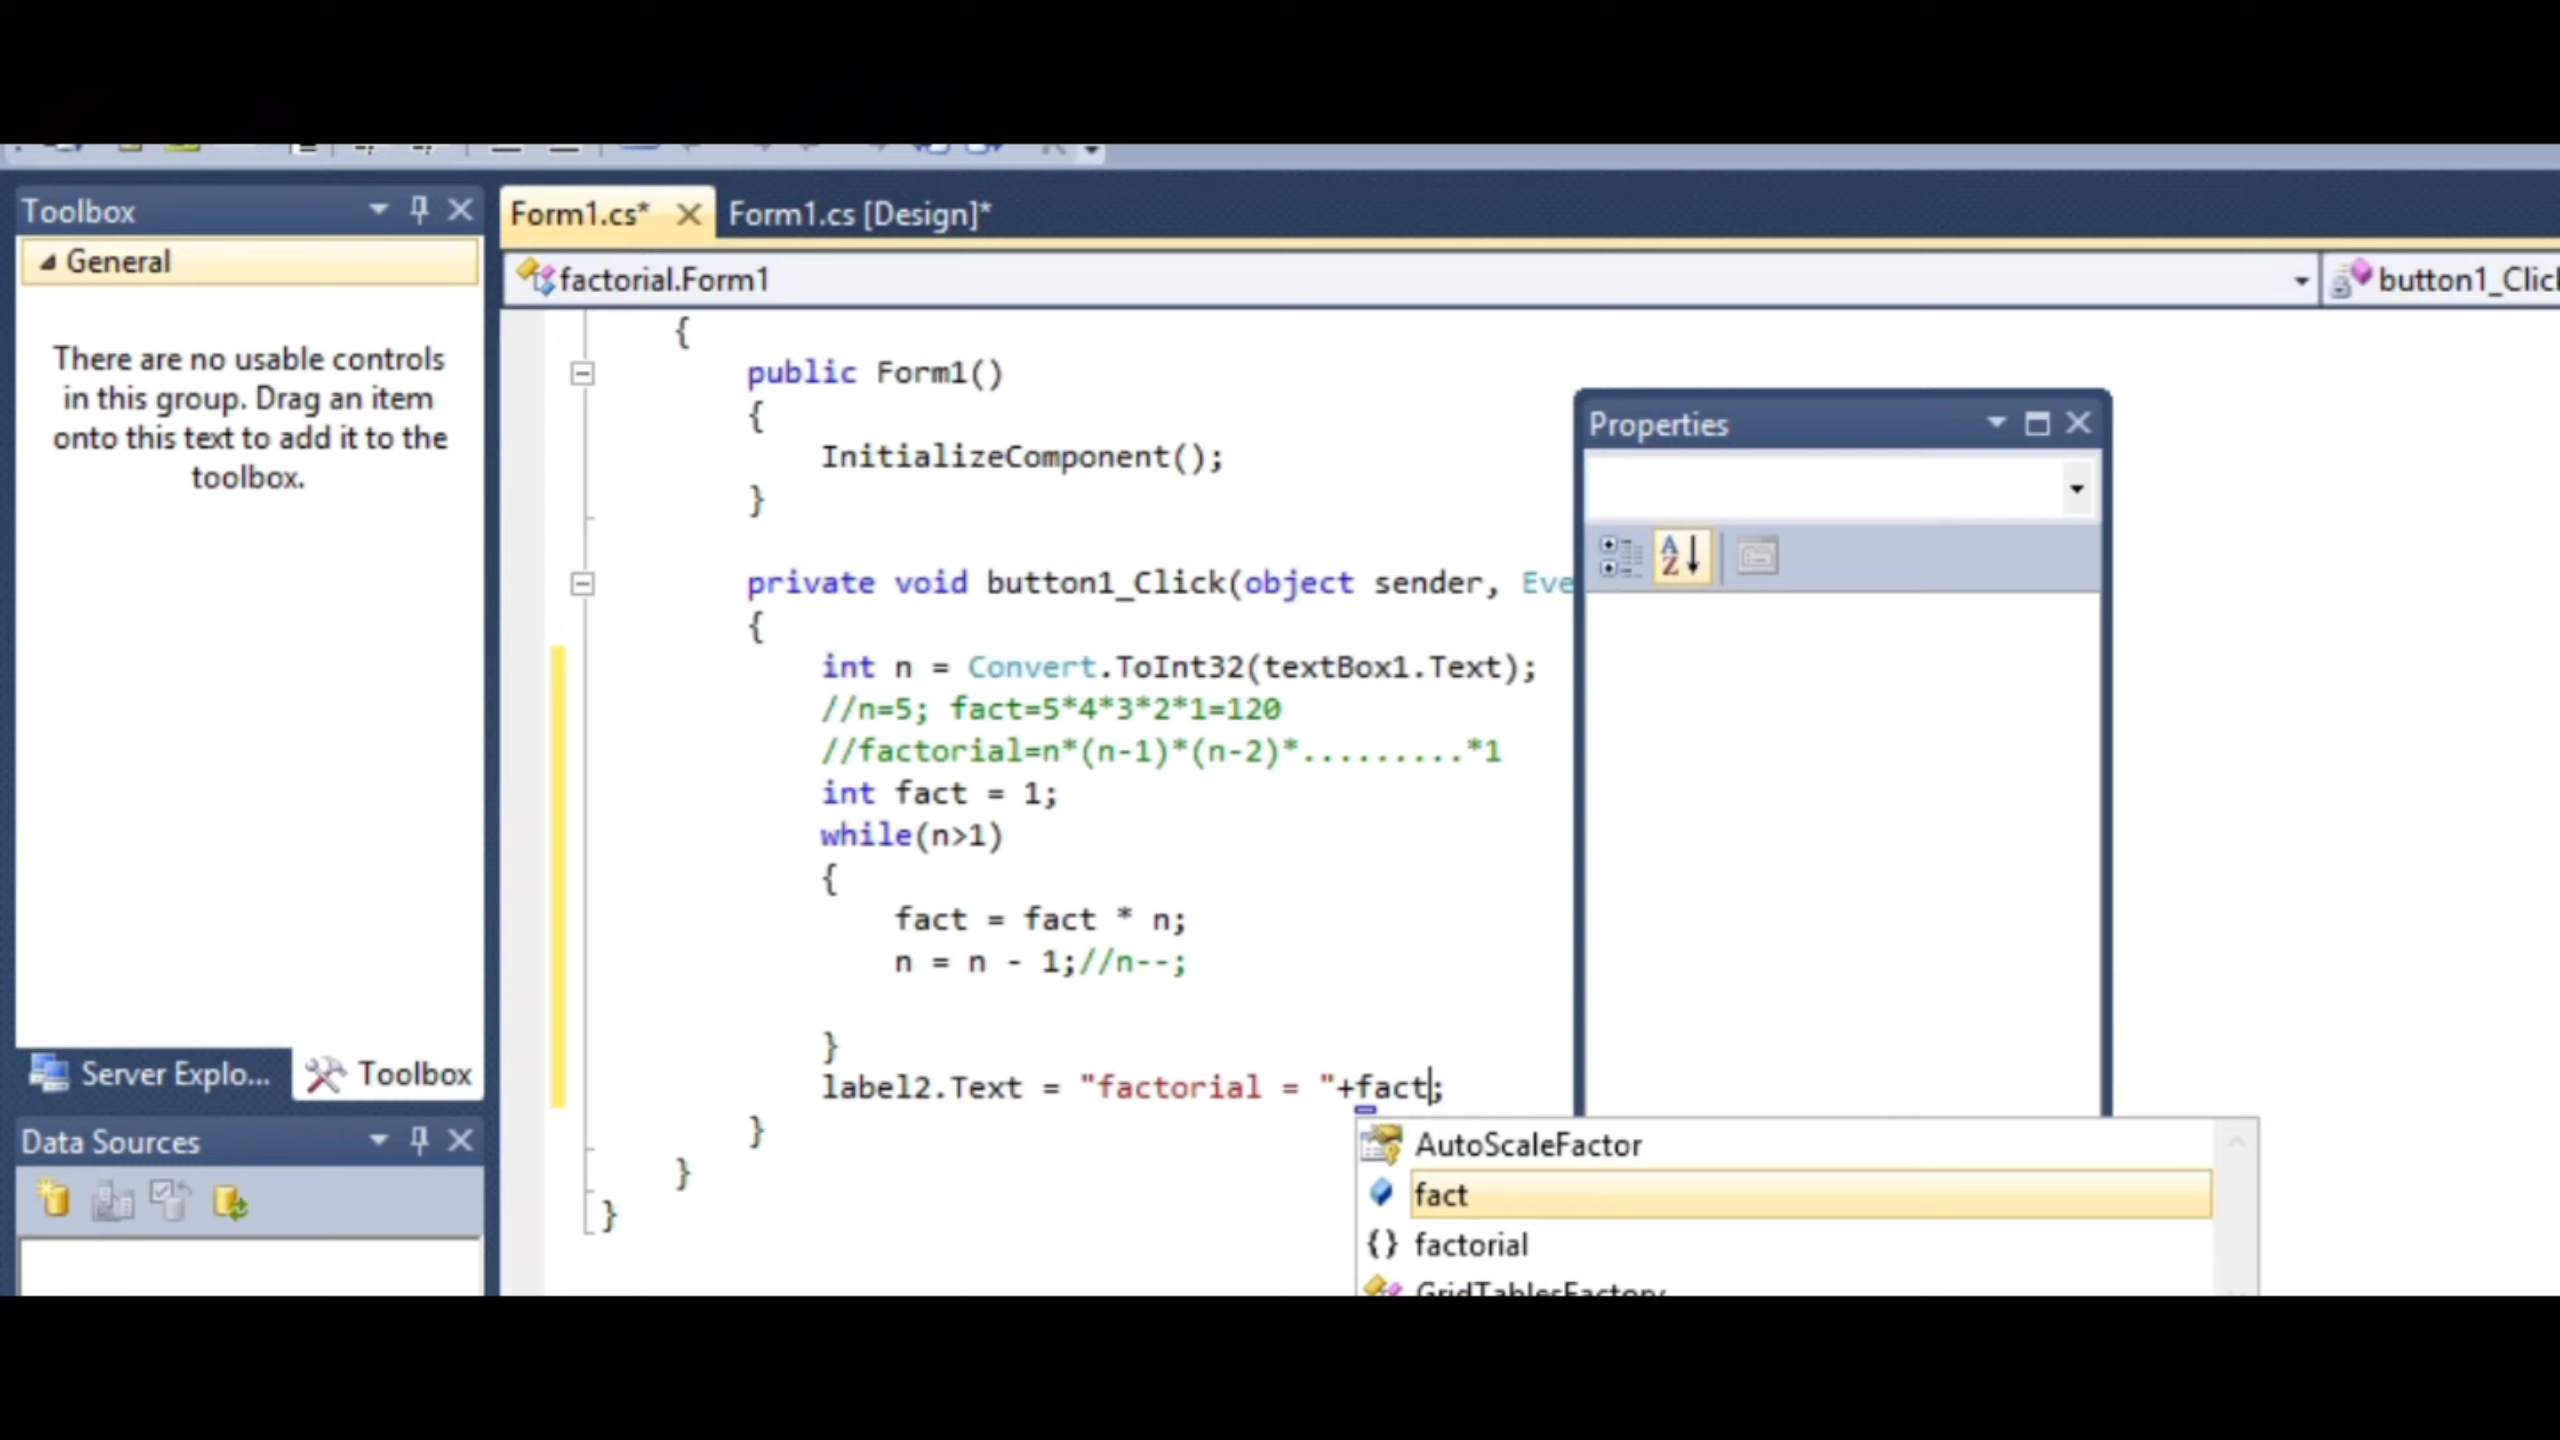 Toolbox
General
There are no usable controls
in this group. Drag an item
onto this text to add it to the
toolbox.
Server Explo...
Toolbox
Data Sources
Form1.cs*
Form1.cs [Design]*
factorial.Form1
{
public Form1()
{
InitializeComponent();
}
private void button1_Click(object sender, Eve
{
int n = Convert.ToInt32(textBox1.Text);
//n=5; fact=5*4*3*2*1=120
//factorial=n*(n-1)*(n-2)*.........*1
int fact = 1;
while(n>1)
{
fact = fact * n;
n = n - 1;//n--;
}
label2.Text = "factorial = "+fact;
}
}
}
AutoScaleFactor
fact
{} factorial
GridTablesFactory
Properties
button1_Clic